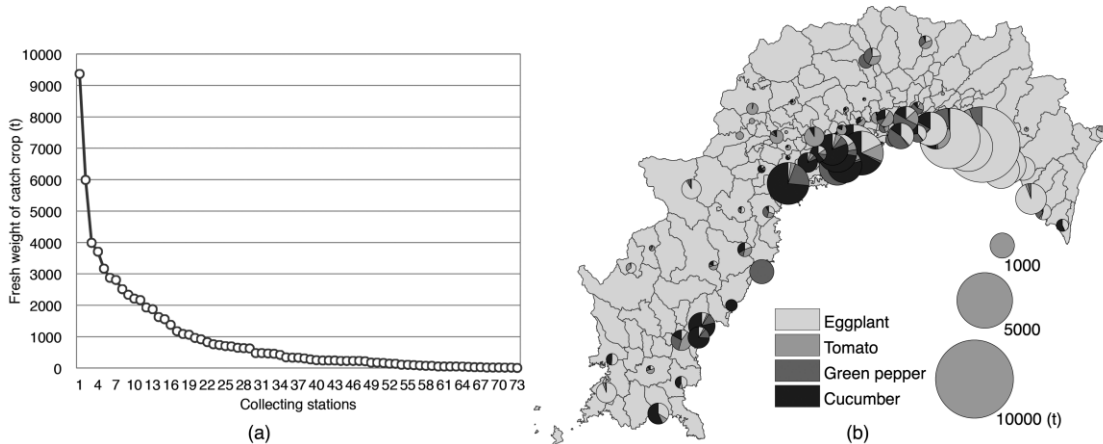 Fresh weight of catch crop (t)
10000
9000
8000
7000
6000
5000
4000
3000
2000
1000
0
1 4 7 10 13 16 19 22 25 28 31 34 37 40 43 46 49 52 55 58 61 64 67 70 73
Collecting stations
(a)
Eggplant
Tomato
Green pepper
Cucumber
1000
5000
10000 (t)
(b)